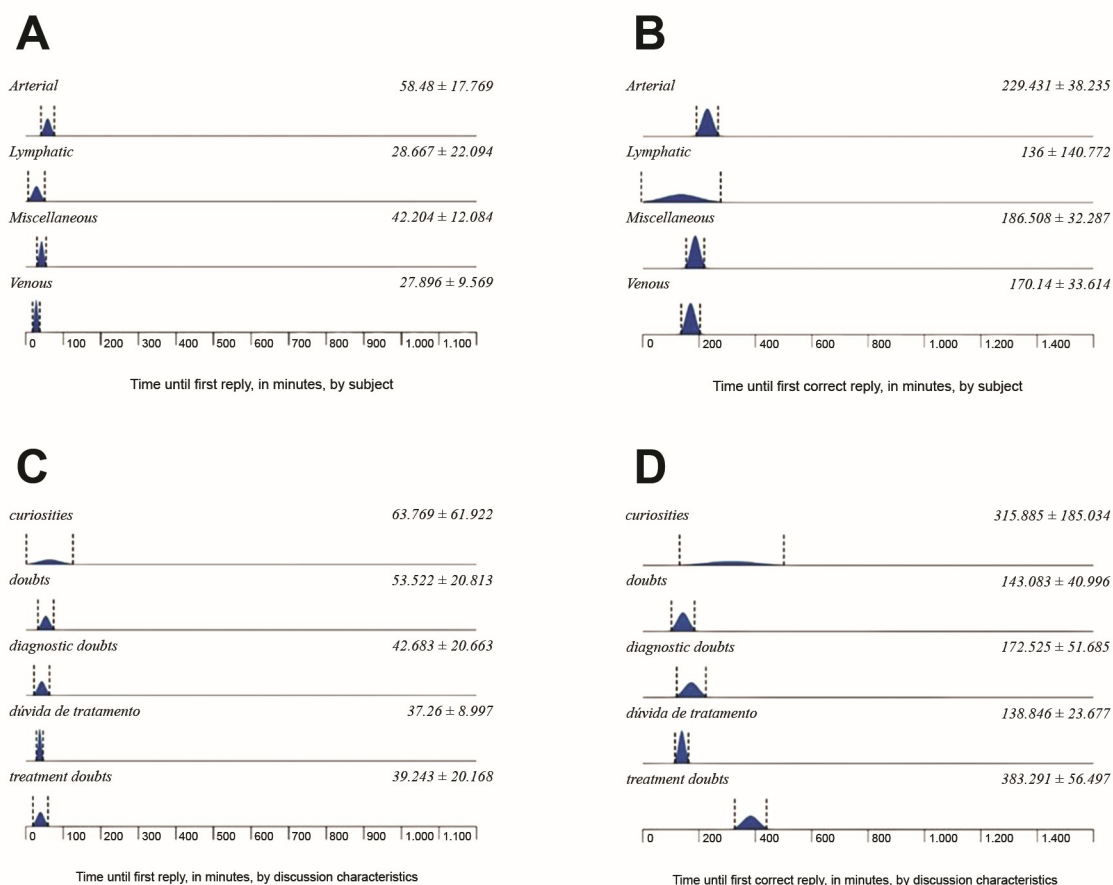 A
Arterial 58.48 ± 17.769
Lymphatic 28.667 ± 22.094
Miscellaneous 42.204 ± 12.084
Venous 27.896 ± 9.569
0 100 200 300 400 500 600 700 800 900 1.000 1.100
Time until first reply, in minutes, by subject
B
Arterial 229.431 ± 38.235
Lymphatic 136 ± 140.772
Miscellaneous 186.508 ± 32.287
Venous 170.14 ± 33.614
0 200 400 600 800 1.000 1.200 1.400
Time until first correct reply, in minutes, by subject
C
curiosities 63.769 ± 61.922
doubts 53.522 ± 20.813
diagnostic doubts 42.683 ± 20.663
dúvida de tratamento 37.26 ± 8.997
treatment doubts 39.243 ± 20.168
0 100 200 300 400 500 600 700 800 900 1.000 1.100
Time until first reply, in minutes, by discussion characteristics
D
curiosities 315.885 ± 185.034
doubts 143.083 ± 40.996
diagnostic doubts 172.525 ± 51.685
dúvida de tratamento 138.846 ± 23.677
treatment doubts 383.291 ± 56.497
0 200 400 600 800 1.000 1.200 1.400
Time until first correct reply, in minutes, by discussion characteristics